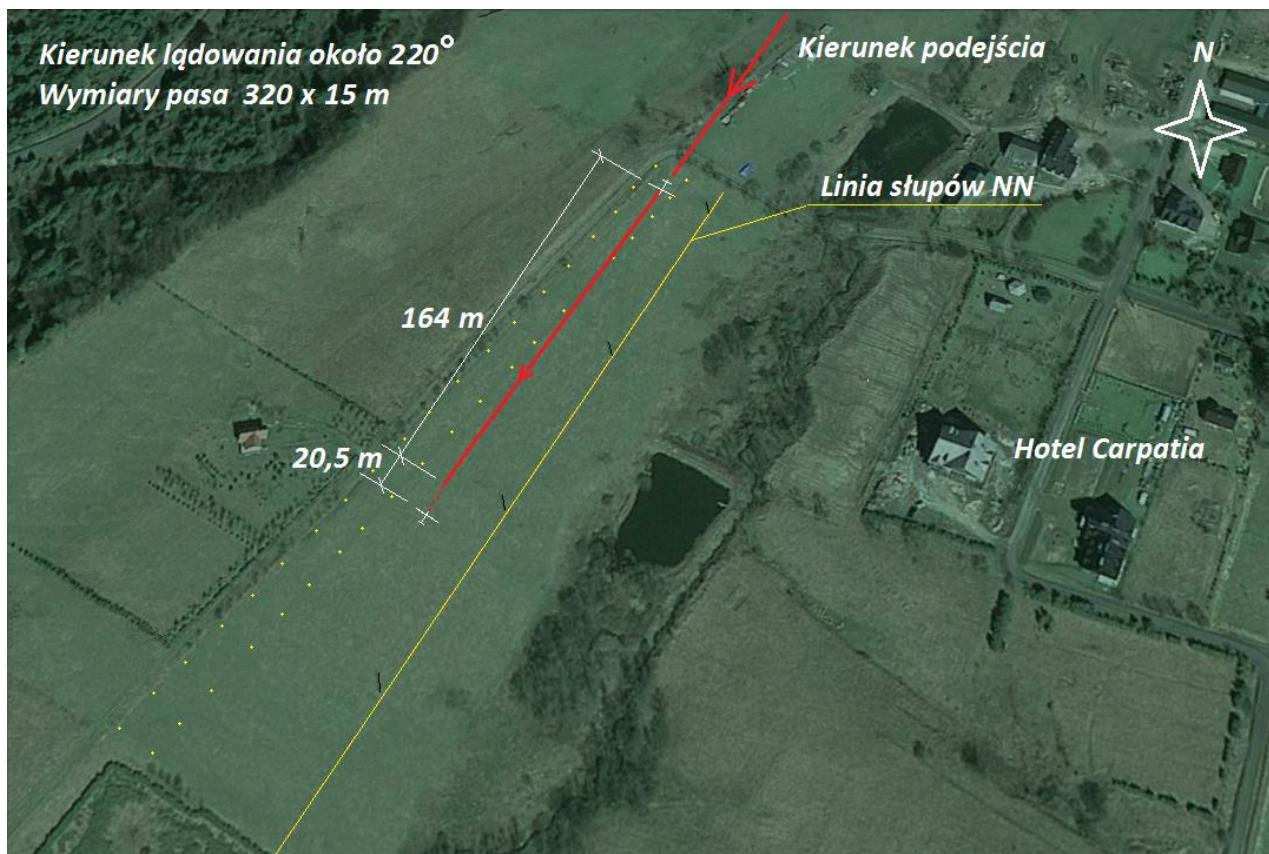 Kierunek lądowania około 220°
Wymiary pasa 320 x 15 m
Kierunek podejścia
N
Linia słupów NN
164 m
20,5 m
Hotel Carpatia